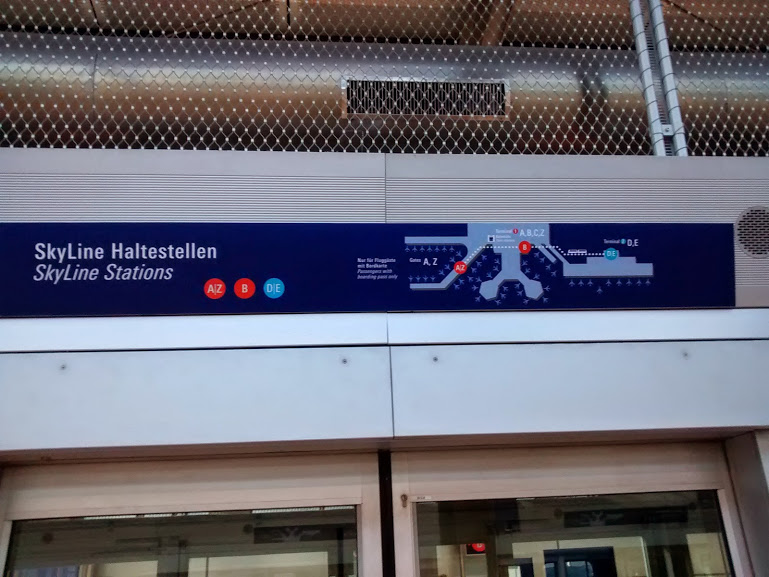 SkyLine Haltestellen
SkyLine Stations
A|Z B D|E
Nur für Fluggäste
mit Bordkarte
Passengers with
boarding pass only
Gates A, Z
A|Z
Terminal 1 A,B,C,Z
B
Terminal 2 D,E
D|E